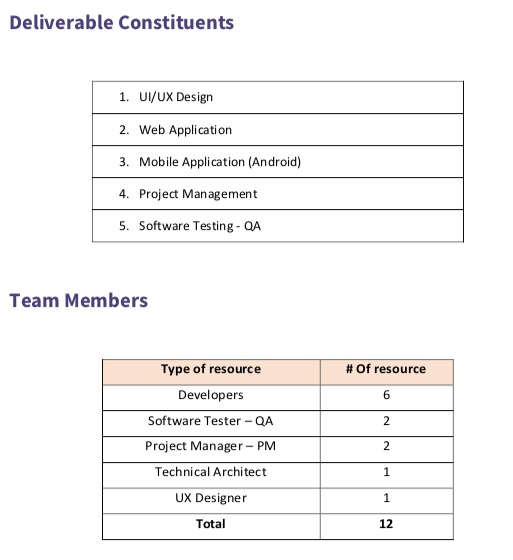 Deliverable Constituents
1. UI/UX Design
2. Web Application
3. Mobile Application (Android)
4. Project Management
5. Software Testing - QA
Team Members
Type of resource # Of resource
Developers 6
Software Tester – QA 2
Project Manager – PM 2
Technical Architect 1
UX Designer 1
Total 12